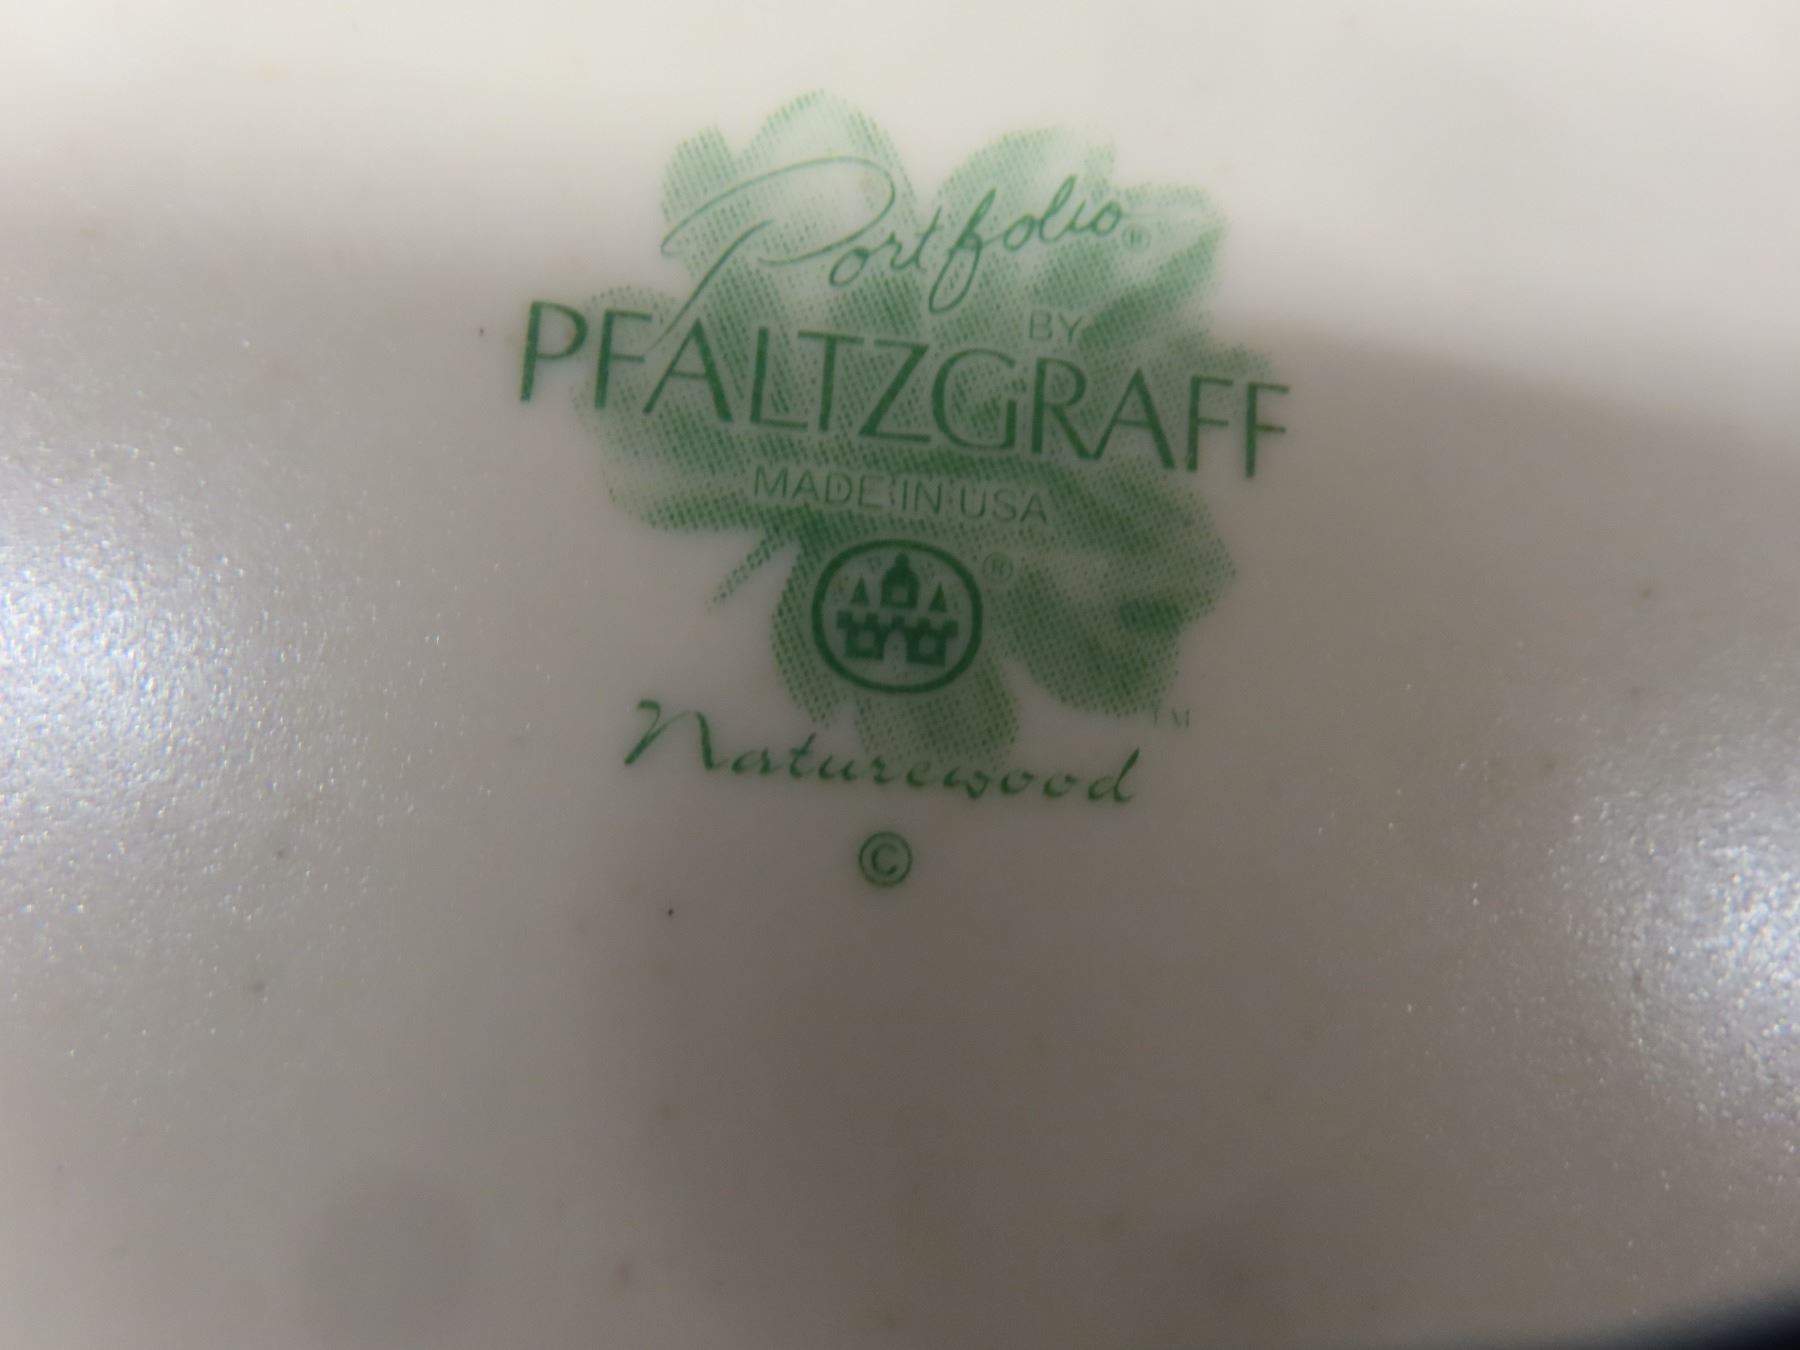 Portfolio®
BY
PFALTZGRAFF
MADE IN USA
®
Naturewood™
©